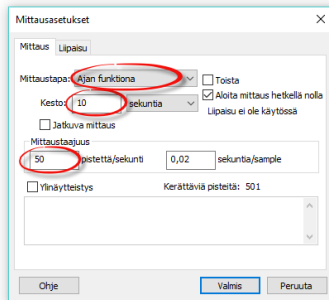 Mittausasetukset
Mittaus Liipaisu
Mittaustapa: Ajan funktiona Toista
Kesto: 10 sekuntia Aloita mittaus hetkellä nolla
Liipaisu ei ole käytössä
Jatkuva mittaus
Mittaustaajuus
50 pistettä/sekunti 0,02 sekuntia/sample
Ylinäytteistys Kerättäviä pisteitä: 501
Ohje Valmis Peruuta